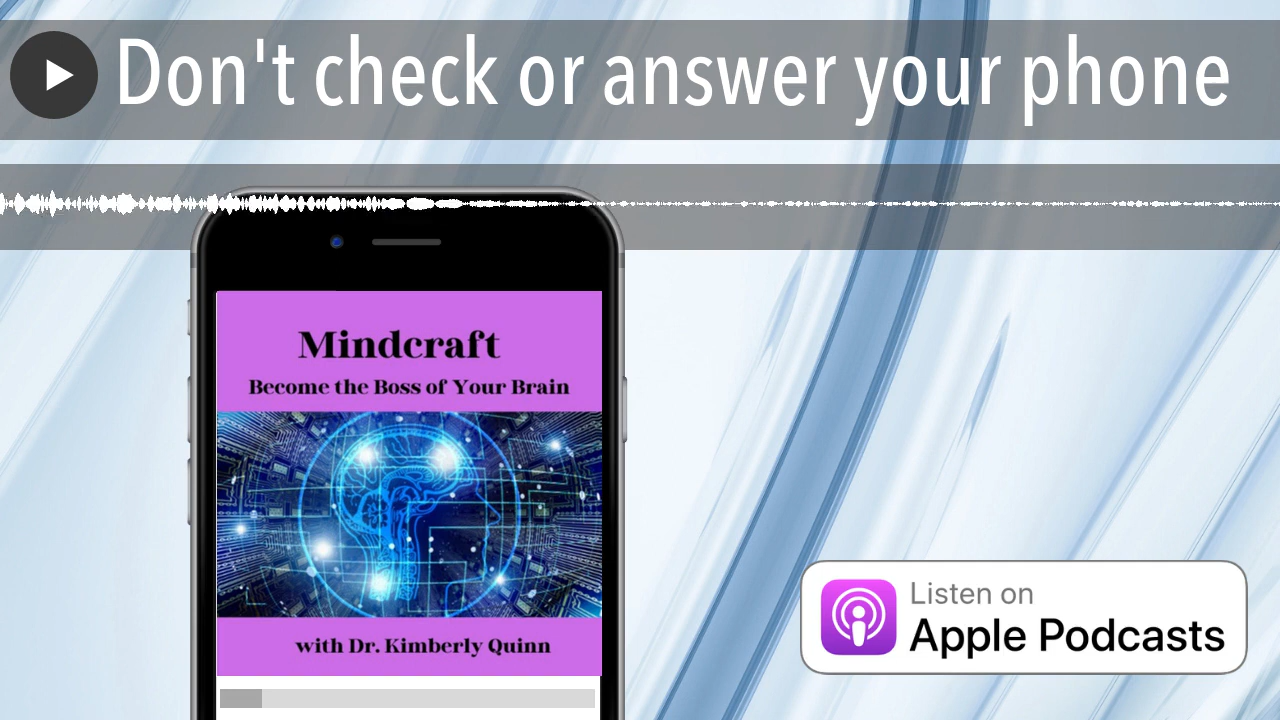 Don't check or answer your phone
Mindcraft
Become the Boss of Your Brain
with Dr. Kimberly Quinn
Listen on
Apple Podcasts